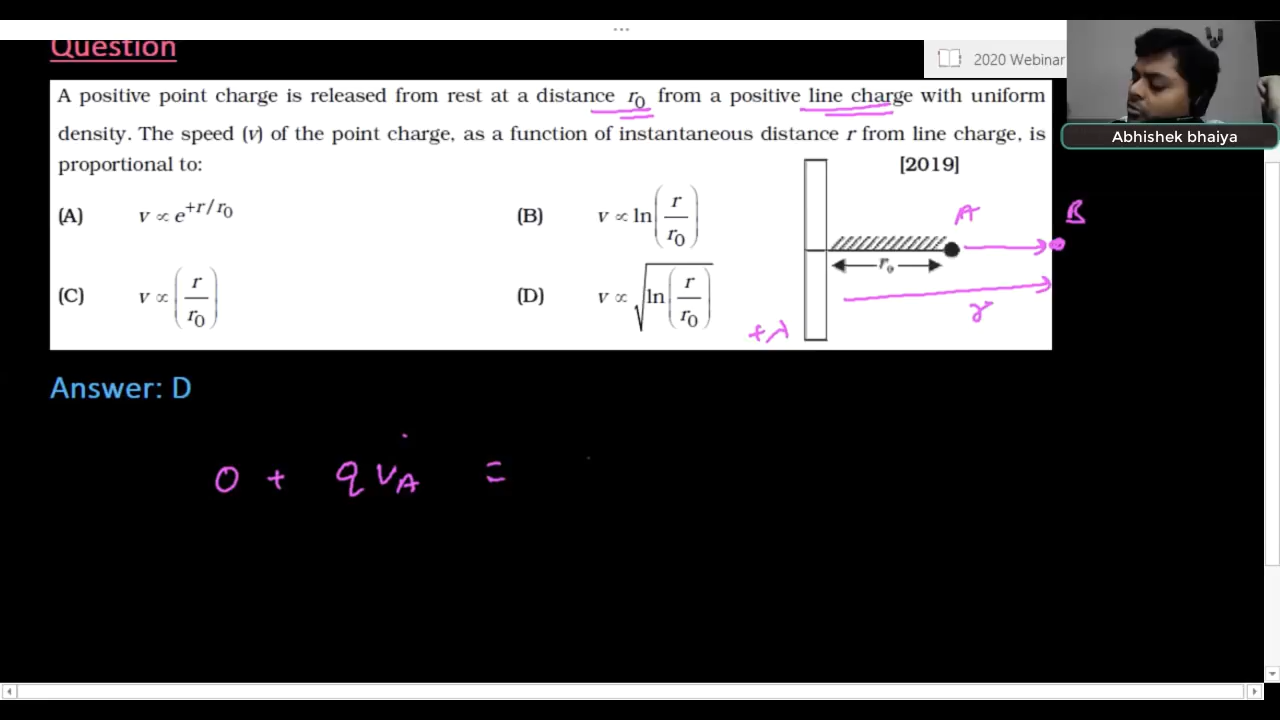 Question
2020 Webinar
Abhishek bhaiya
A positive point charge is released from rest at a distance r₀ from a positive line charge with uniform
density. The speed (v) of the point charge, as a function of instantaneous distance r from line charge, is
proportional to:
[2019]
(A) v ∝ e^{+r/r₀}
(B) v ∝ ln(r/r₀)
(C) v ∝ (r/r₀)
(D) v ∝ √ln(r/r₀)
A
B
r₀
r
+λ
Answer: D
0 + qv_A =